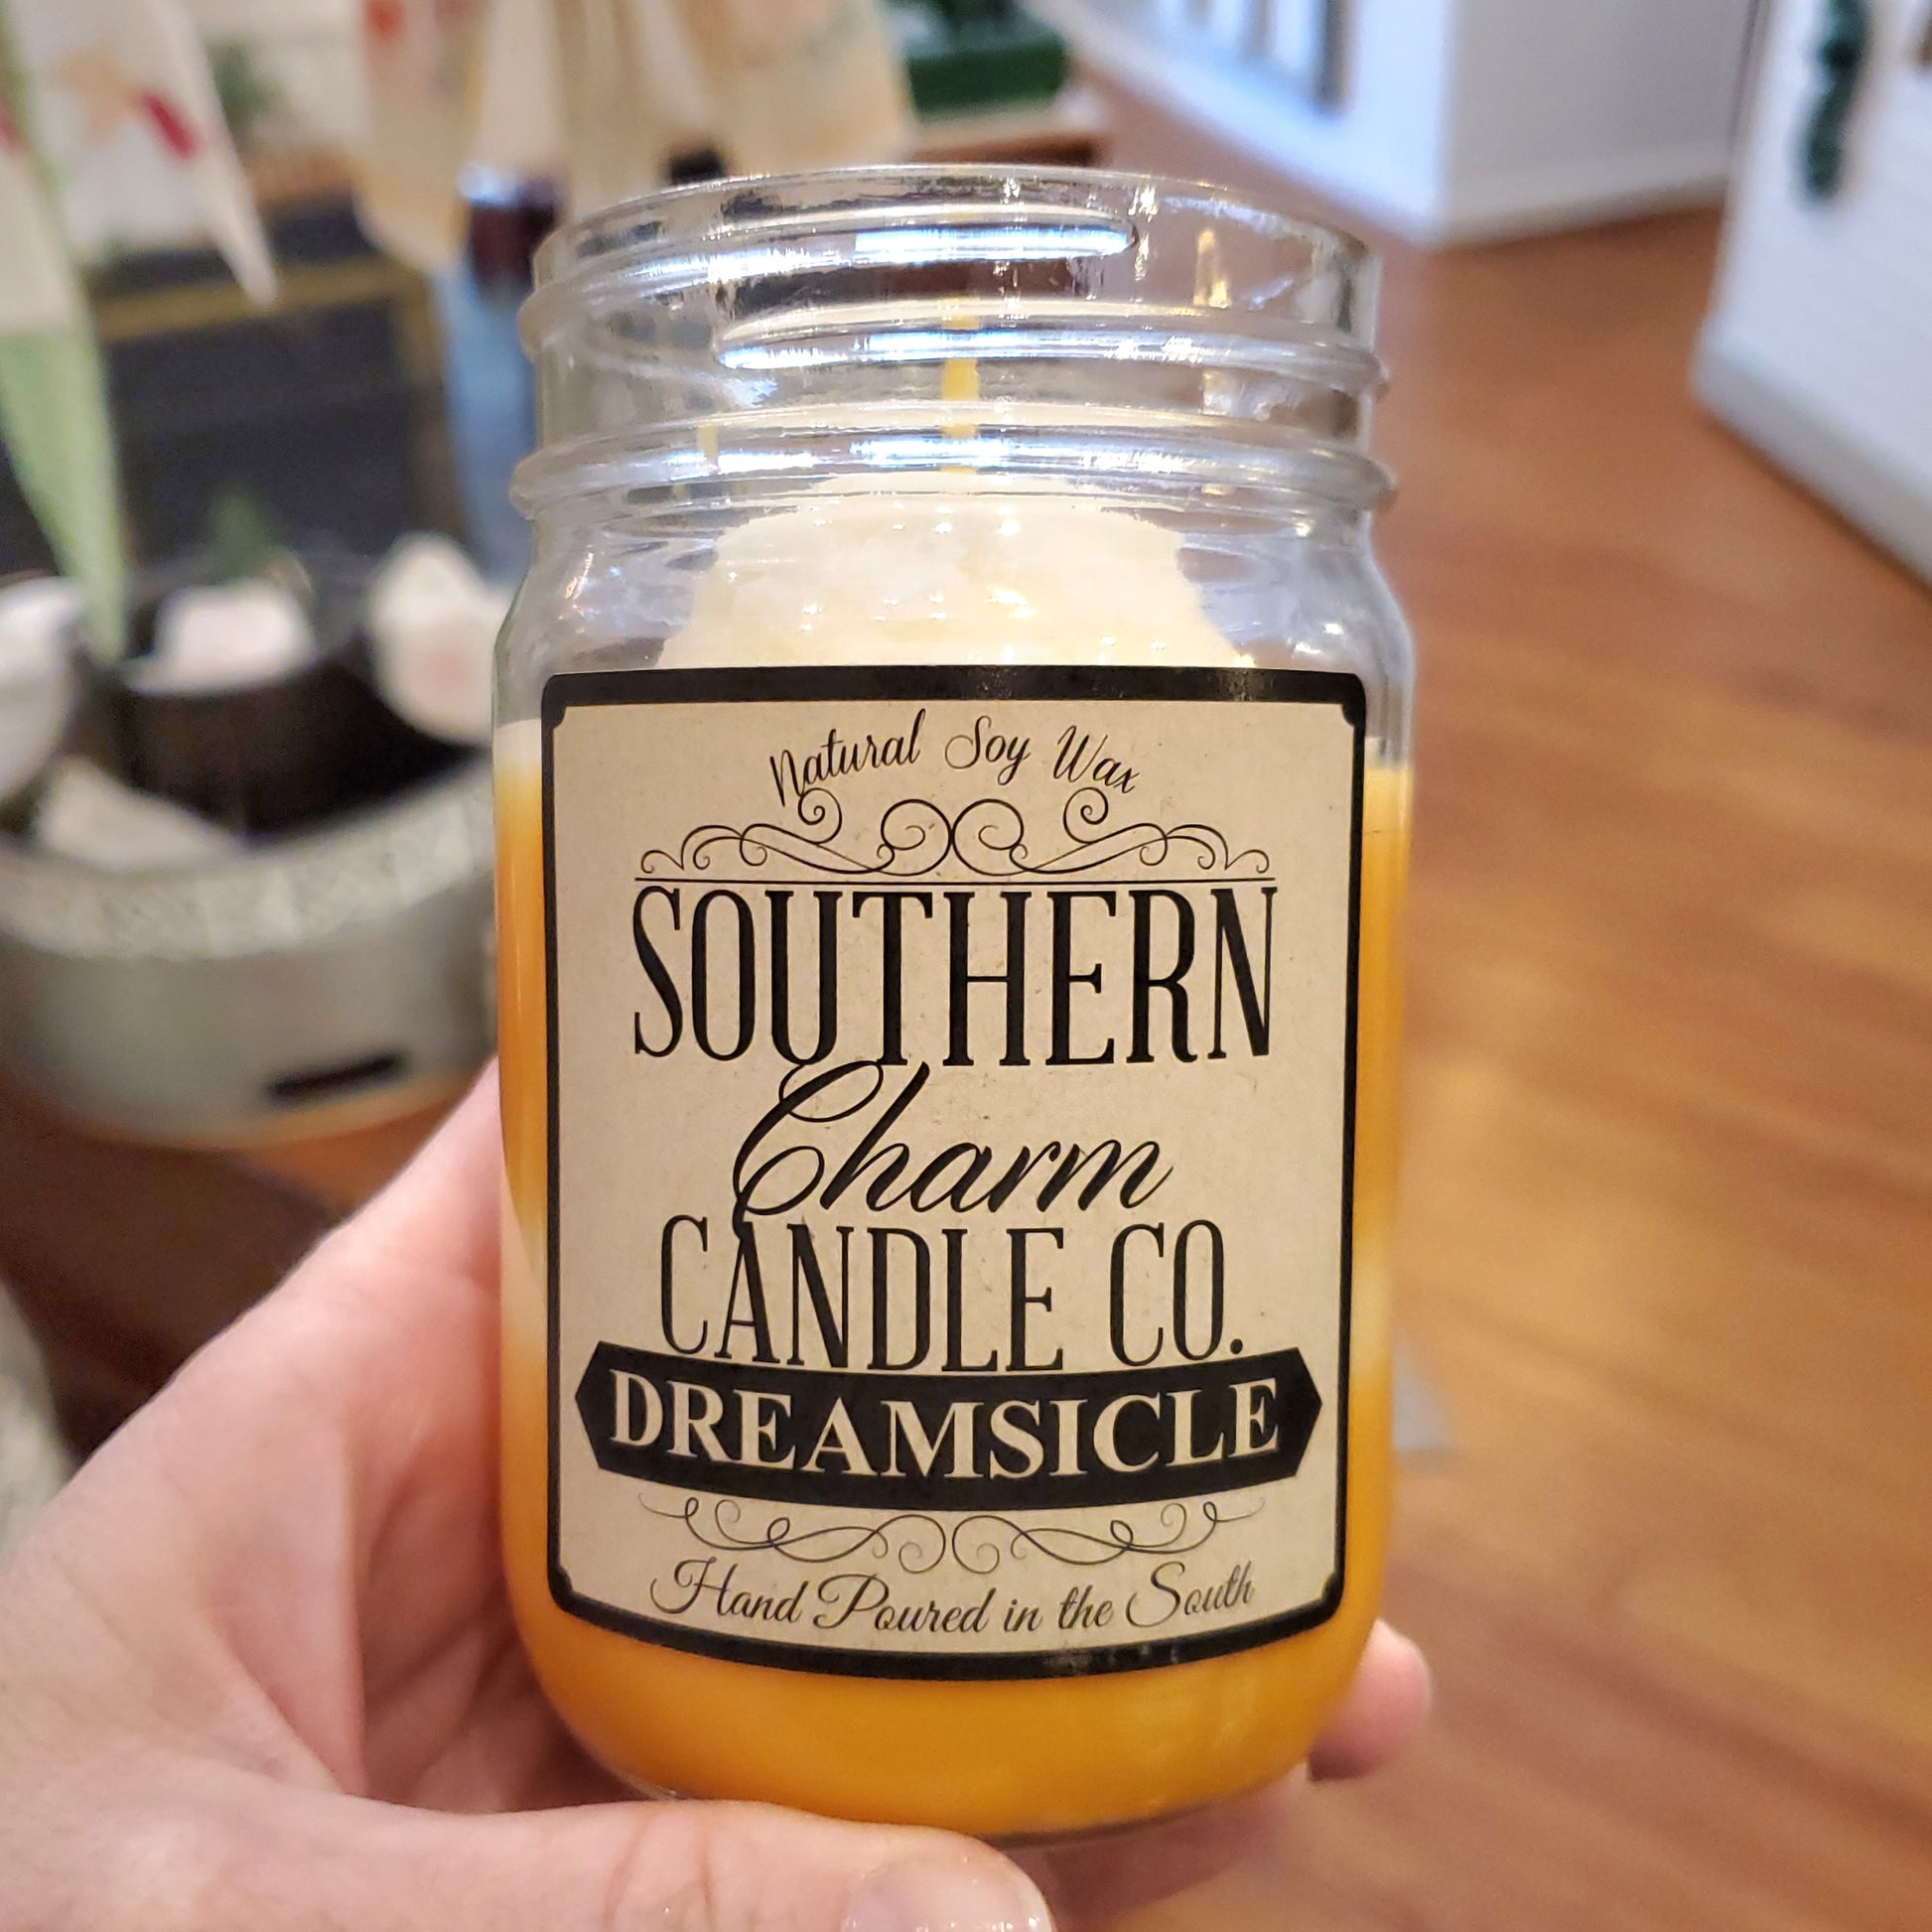 Natural Soy Wax
SOUTHERN
Charm
CANDLE CO.
DREAMSICLE
Hand Poured in the South